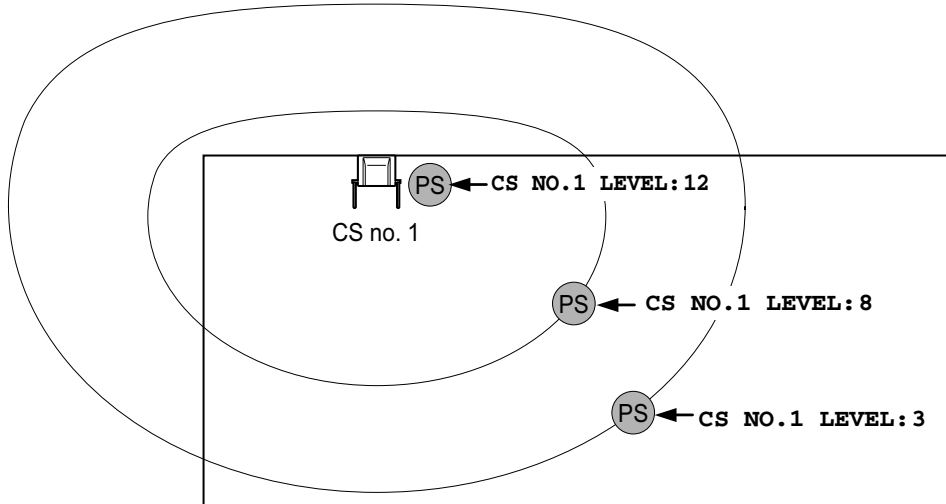 PS CS NO.1 LEVEL:12
CS no. 1
PS CS NO.1 LEVEL:8
PS CS NO.1 LEVEL:3